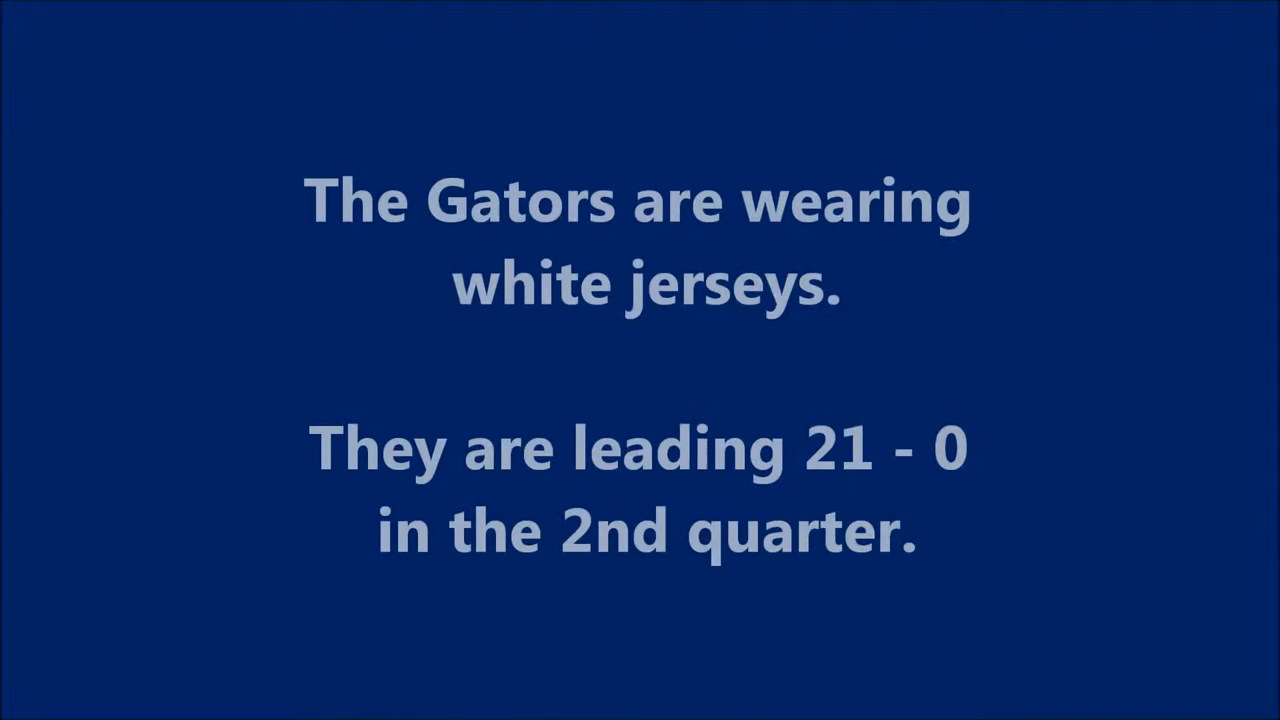 The Gators are wearing
white jerseys.
They are leading 21 - 0
in the 2nd quarter.